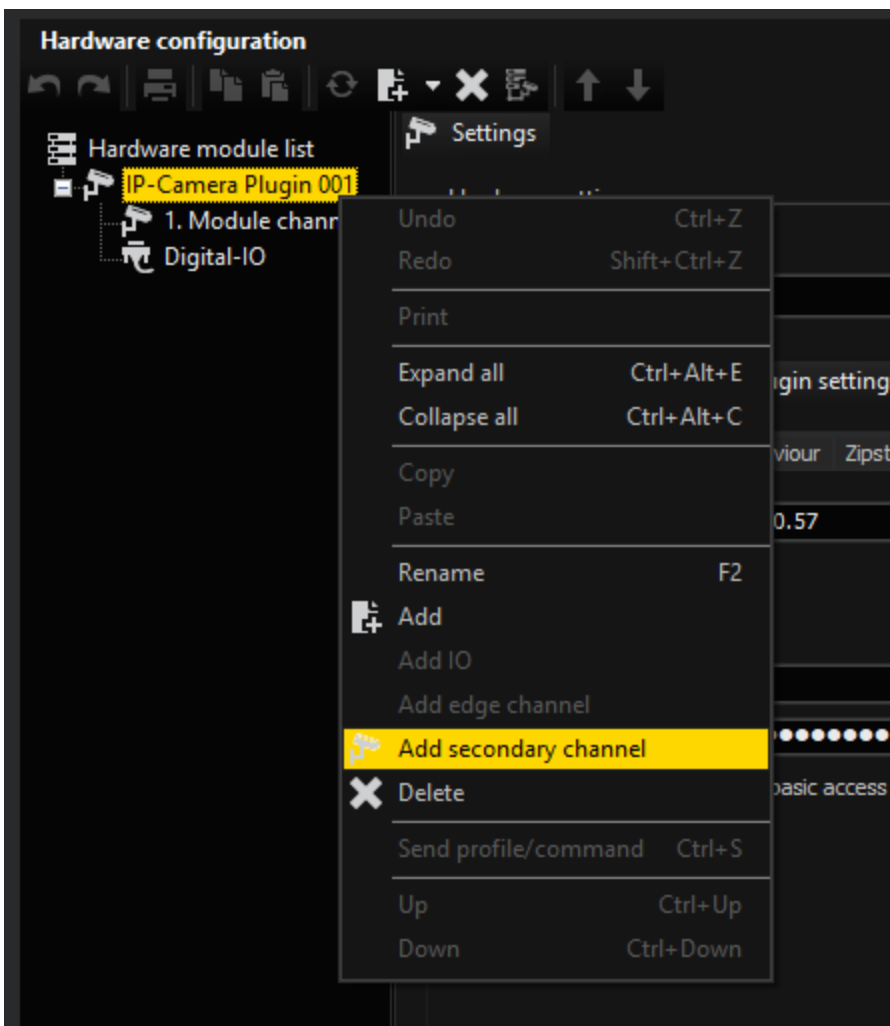 Hardware configuration
Settings
Hardware module list
IP-Camera Plugin 001
1. Module chann
Digital-IO
Undo Ctrl+Z
Redo Shift+Ctrl+Z
Print
Expand all Ctrl+Alt+E
Collapse all Ctrl+Alt+C
Copy
Paste
Rename F2
Add
Add IO
Add edge channel
Add secondary channel
Delete
Send profile/command Ctrl+S
Up Ctrl+Up
Down Ctrl+Down
gin setting
viour Zipst
0.57
basic access